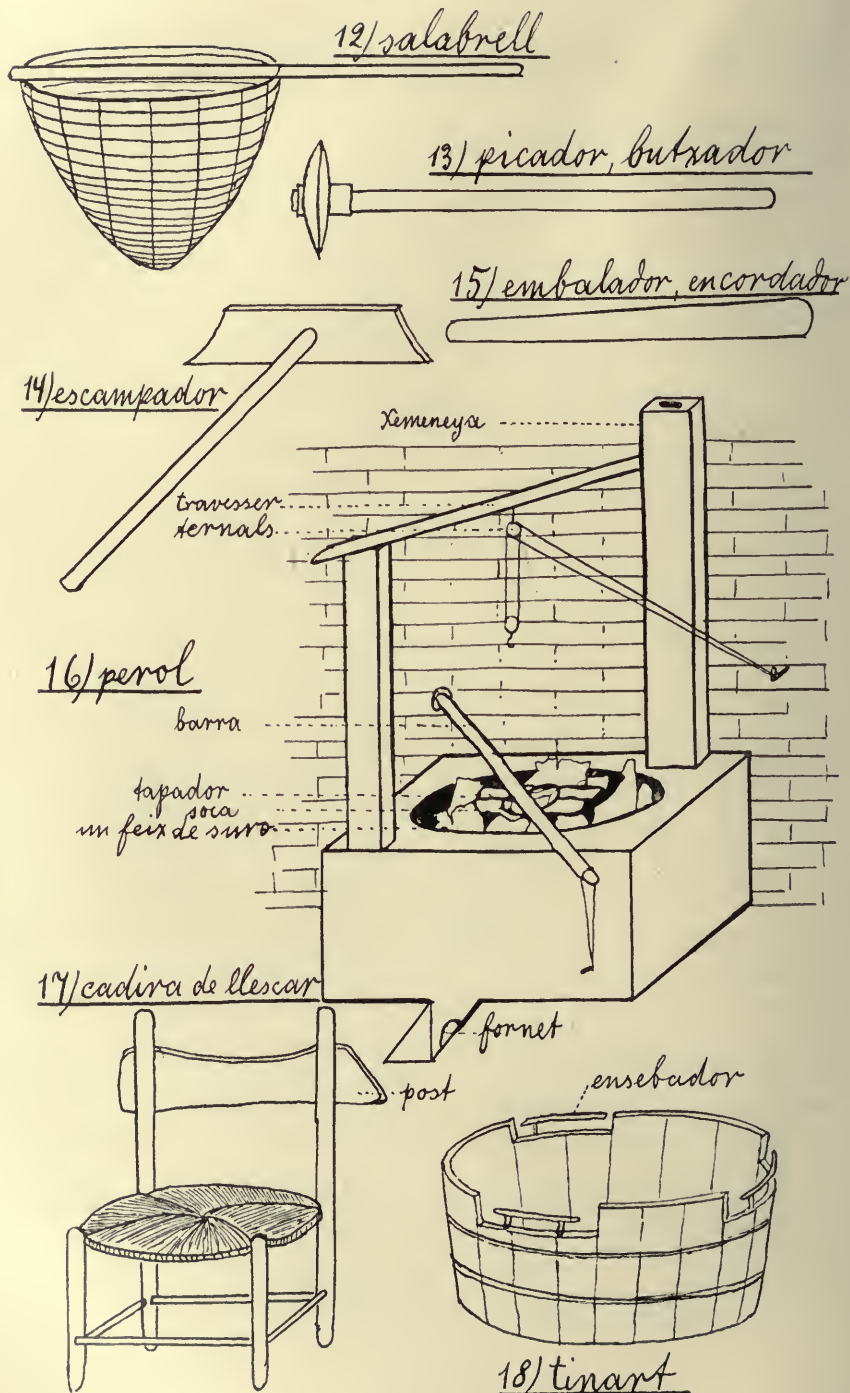 12/ salabrell
13/ picador, butxador
15/ embalador, encordador
14/ escampador
Xemeneya
travesser
ternals
16/ perol
barra
tapador
soca
un feix de suro
17/ cadira de llescar
fornet
post
ensebador
18/ tinart